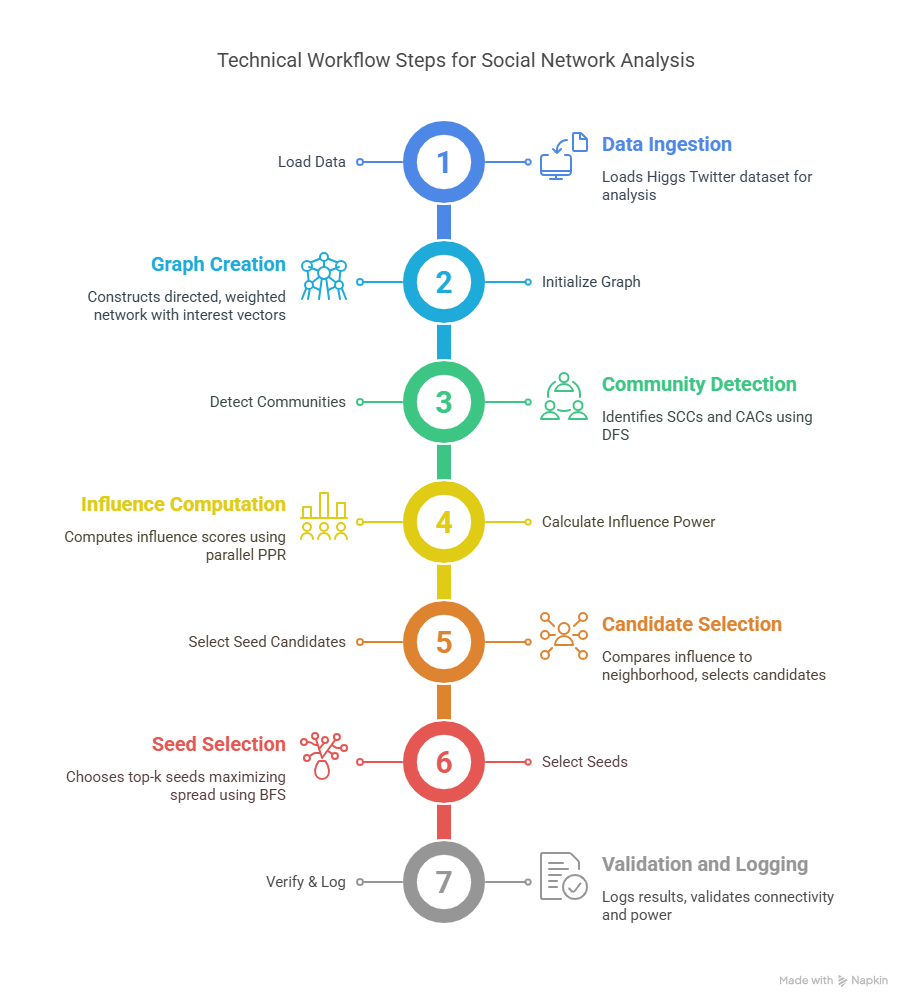 Technical Workflow Steps for Social Network Analysis
Load Data
1
Data Ingestion
Loads Higgs Twitter dataset for
analysis
Graph Creation
Constructs directed, weighted
network with interest vectors
2
Initialize Graph
Detect Communities
3
Community Detection
Identifies SCCs and CACs using
DFS
Influence Computation
Computes influence scores using
parallel PPR
4
Calculate Influence Power
Select Seed Candidates
5
Candidate Selection
Compares influence to
neighborhood, selects candidates
Seed Selection
Chooses top-k seeds maximizing
spread using BFS
6
Select Seeds
Verify & Log
7
Validation and Logging
Logs results, validates connectivity
and power
Made with Napkin